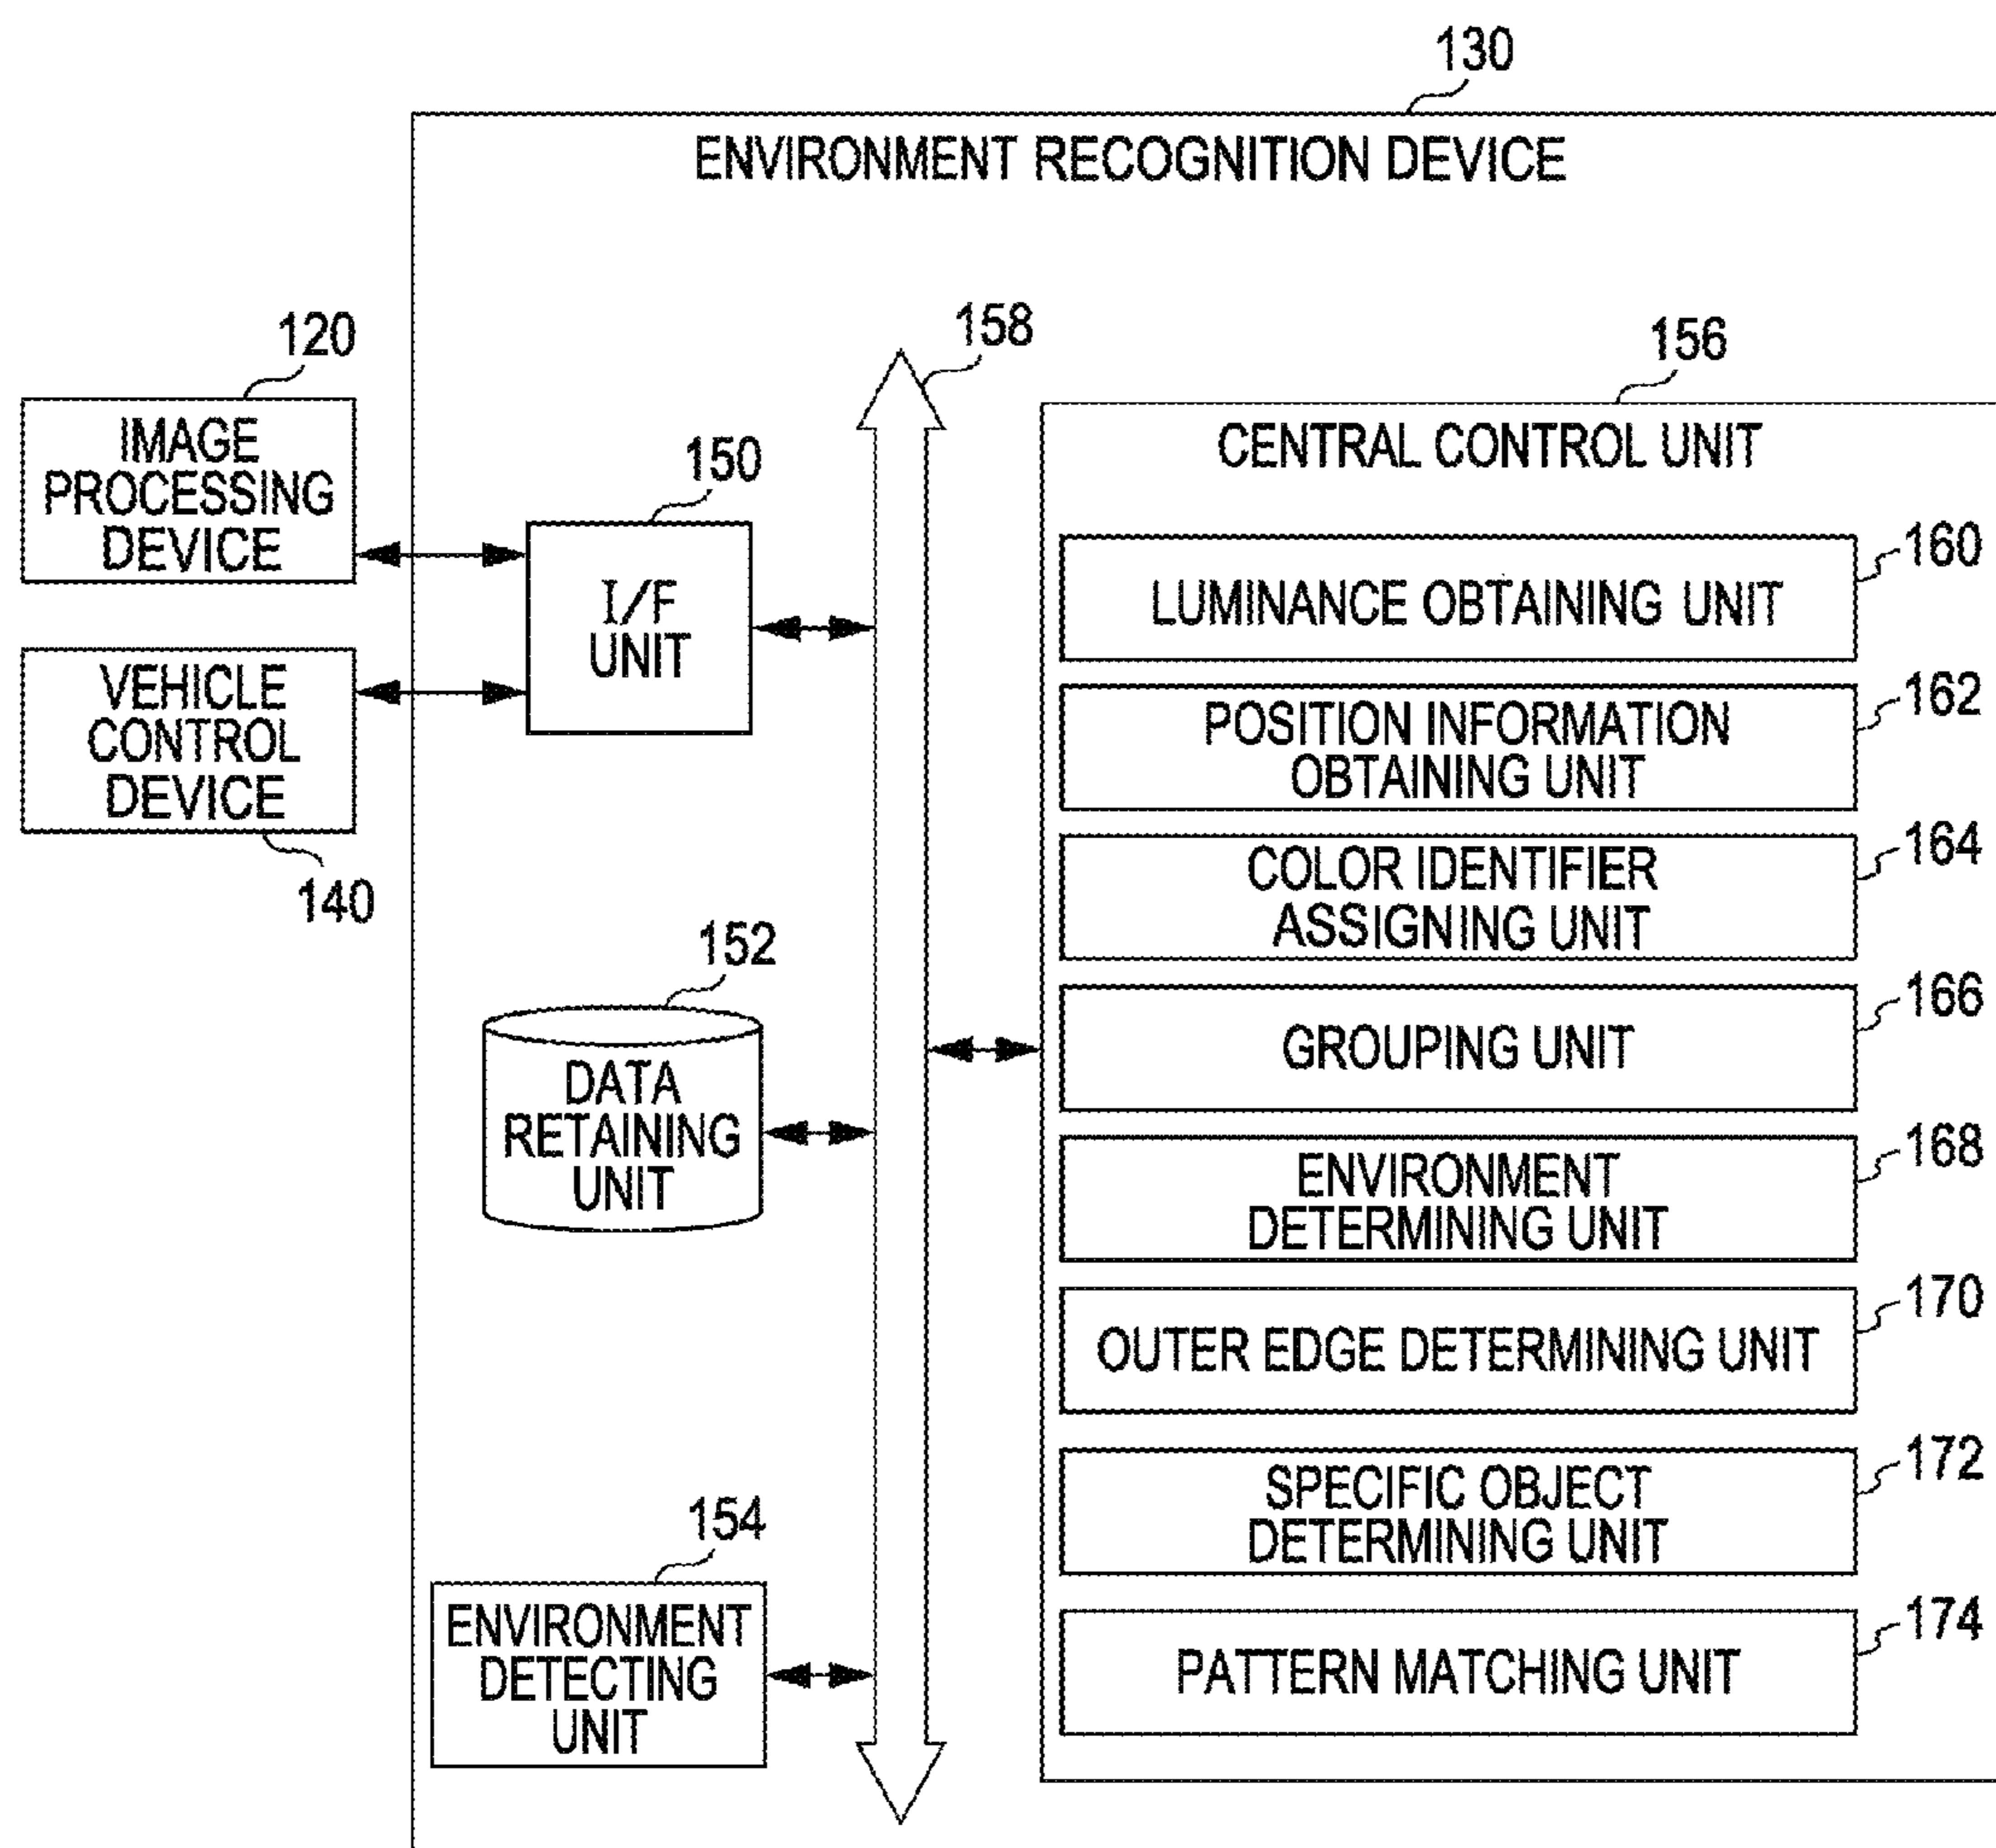 130
ENVIRONMENT RECOGNITION DEVICE
120
IMAGE
PROCESSING
DEVICE
VEHICLE
CONTROL
DEVICE
140
150
I/F
UNIT
158
152
DATA
RETAINING
UNIT
154
ENVIRONMENT
DETECTING
UNIT
156
CENTRAL CONTROL UNIT
LUMINANCE OBTAINING UNIT
160
POSITION INFORMATION
OBTAINING UNIT
162
COLOR IDENTIFIER
ASSIGNING UNIT
164
GROUPING UNIT
166
ENVIRONMENT
DETERMINING UNIT
168
OUTER EDGE DETERMINING UNIT
170
SPECIFIC OBJECT
DETERMINING UNIT
172
PATTERN MATCHING UNIT
174